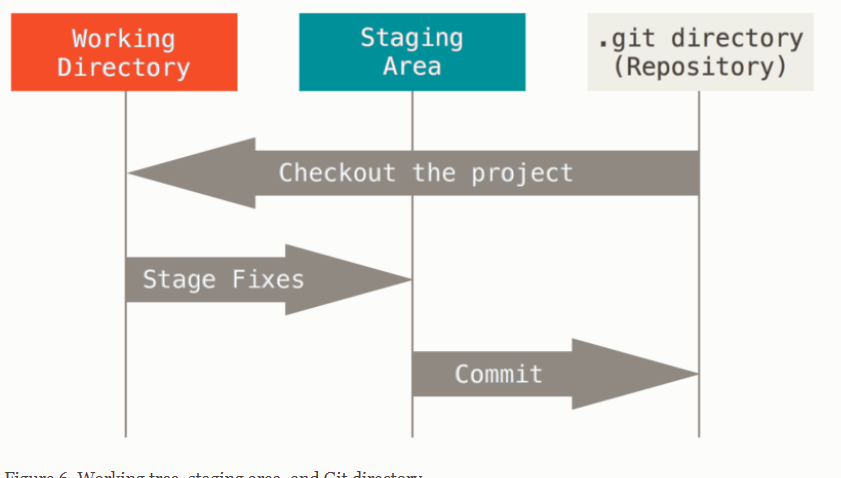 Working
Directory
Staging
Area
.git directory
(Repository)
Checkout the project
Stage Fixes
Commit
Figure 6. Working tree, staging area, and Git directory